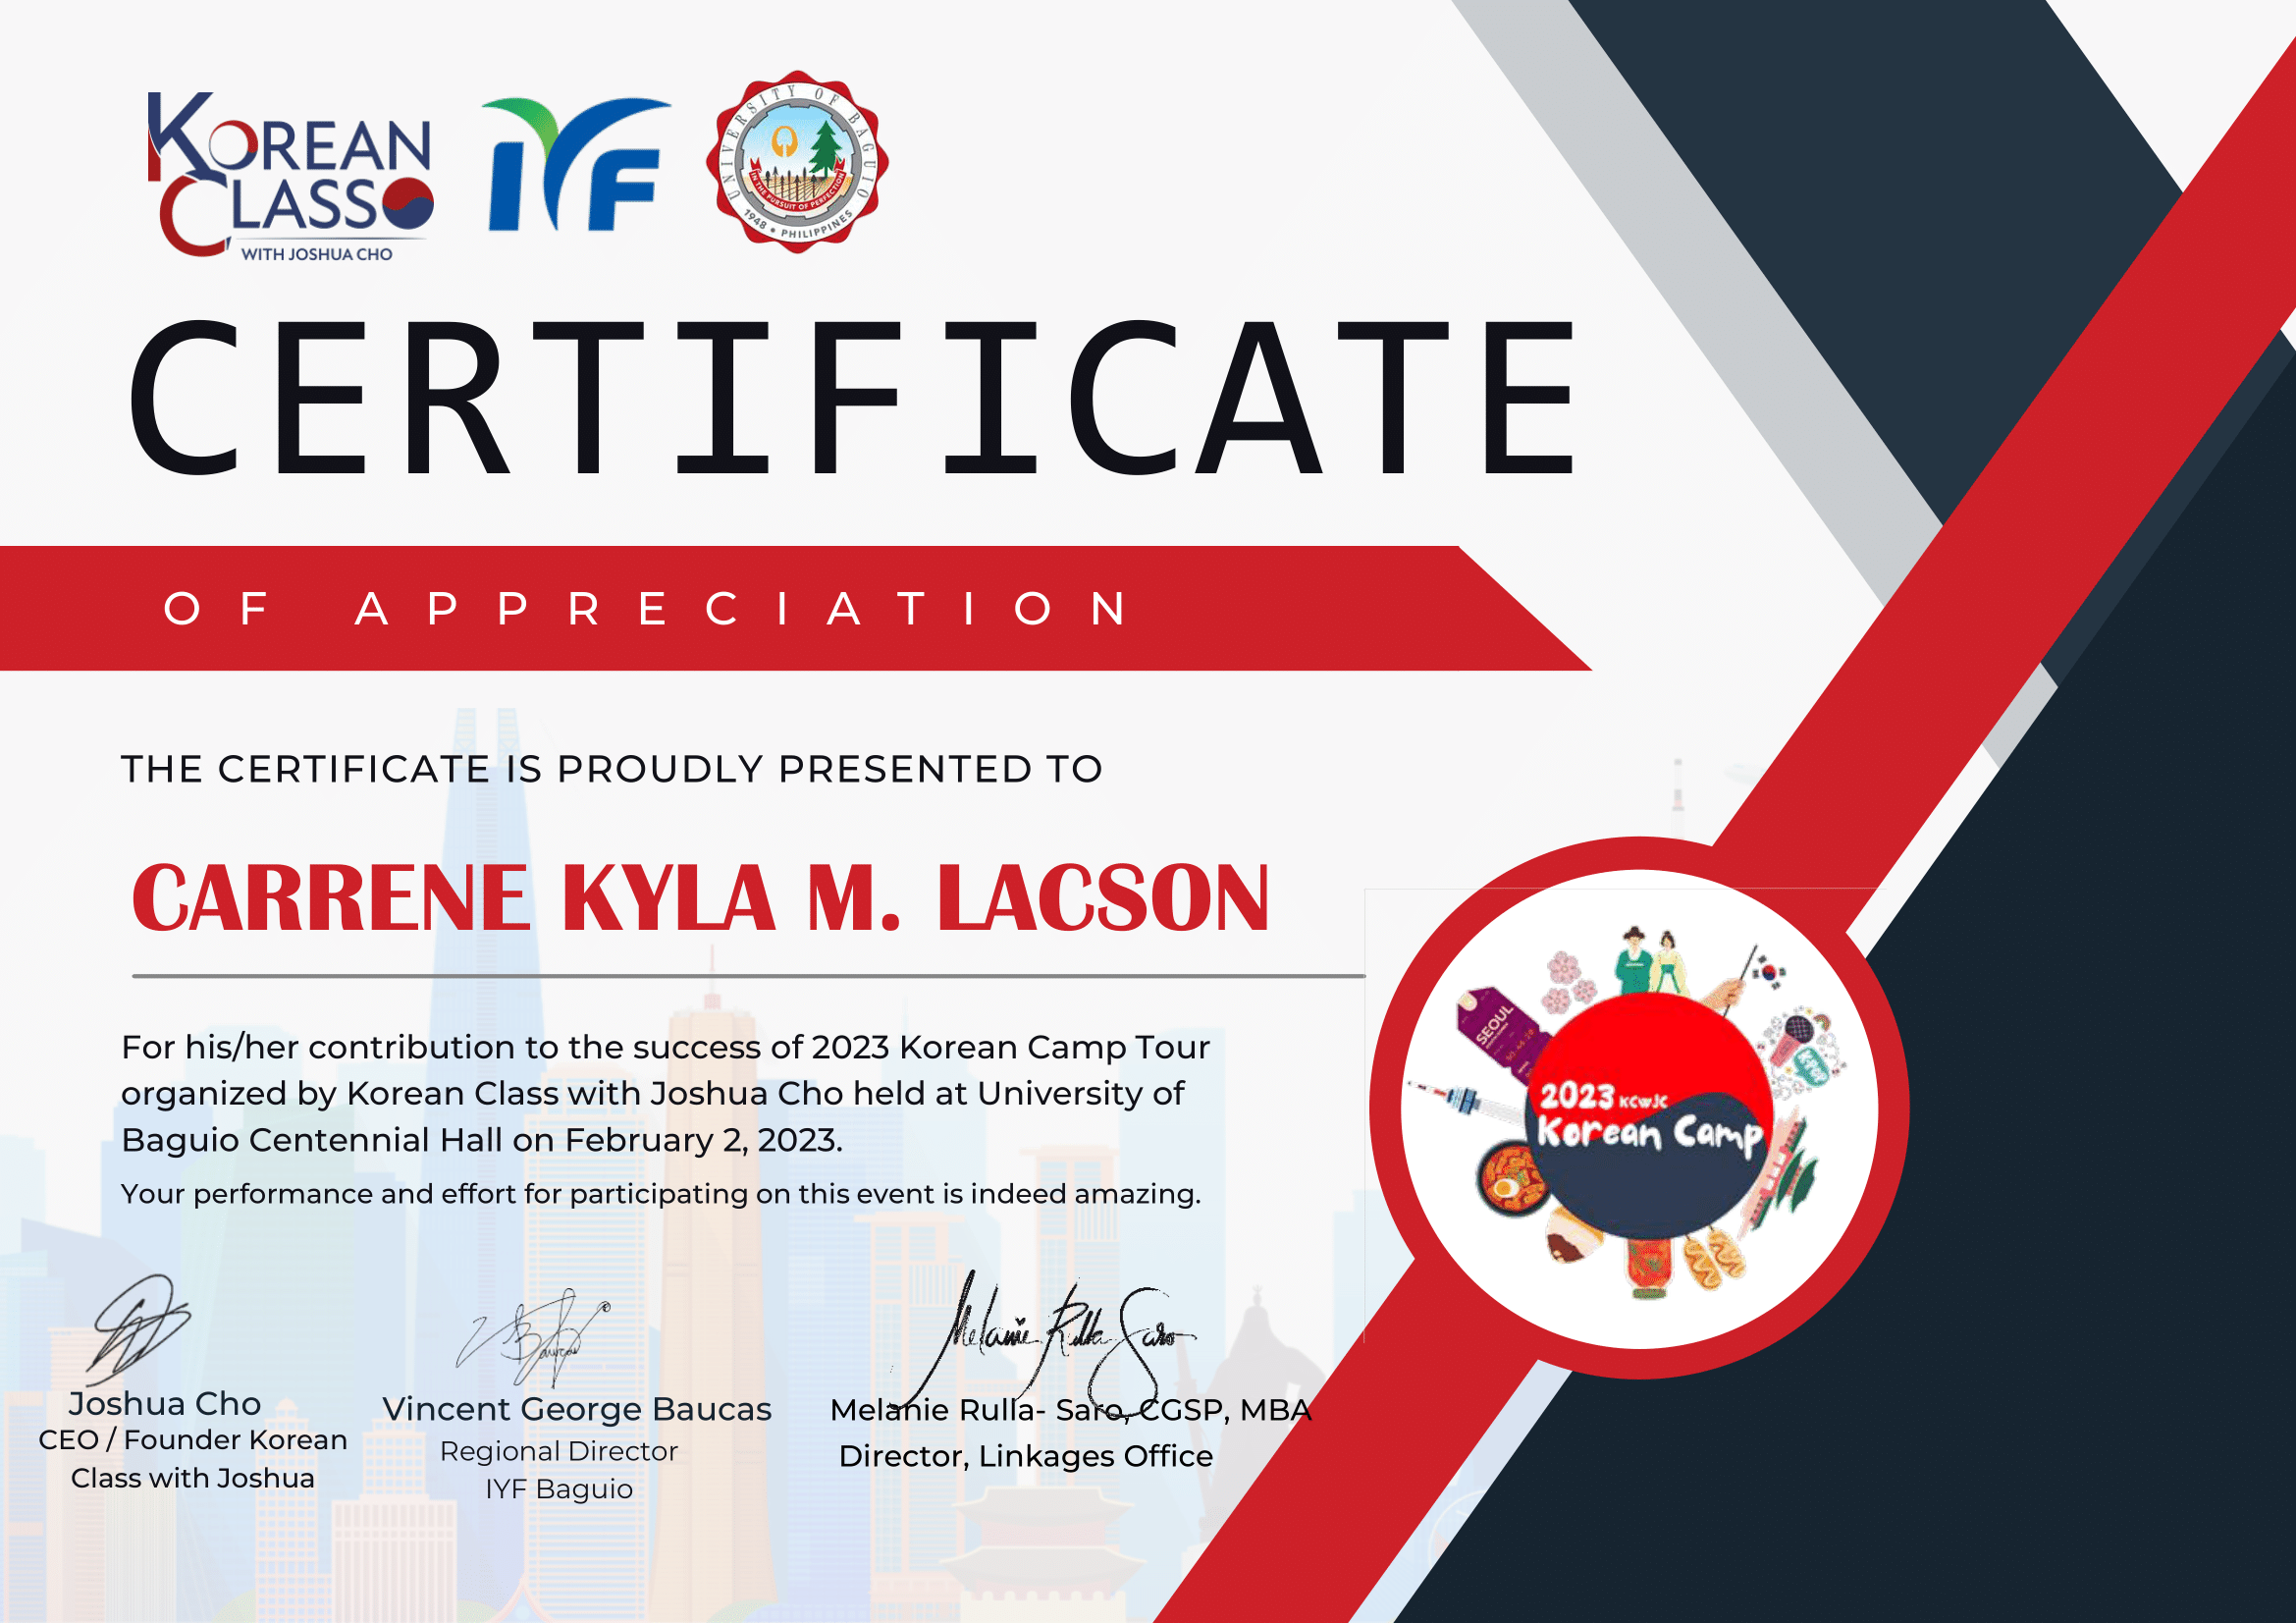 KOREAN
CLASS
WITH JOSHUA CHO
IYF
UNIVERSITY OF BAGUIO
IN THE PURSUIT OF PERFECTION
1948 • PHILIPPINES
CERTIFICATE
OF APPRECIATION
THE CERTIFICATE IS PROUDLY PRESENTED TO
CARRENE KYLA M. LACSON
For his/her contribution to the success of 2023 Korean Camp Tour
organized by Korean Class with Joshua Cho held at University of
Baguio Centennial Hall on February 2, 2023.
Your performance and effort for participating on this event is indeed amazing.
SEOUL
K-POP
2023 KCWJC
Korean Camp
Melanie Rulla Saro
Joshua Cho
CEO / Founder Korean
Class with Joshua
Vincent George Baucas
Regional Director
IYF Baguio
Melanie Rulla- Saro, CGSP, MBA
Director, Linkages Office